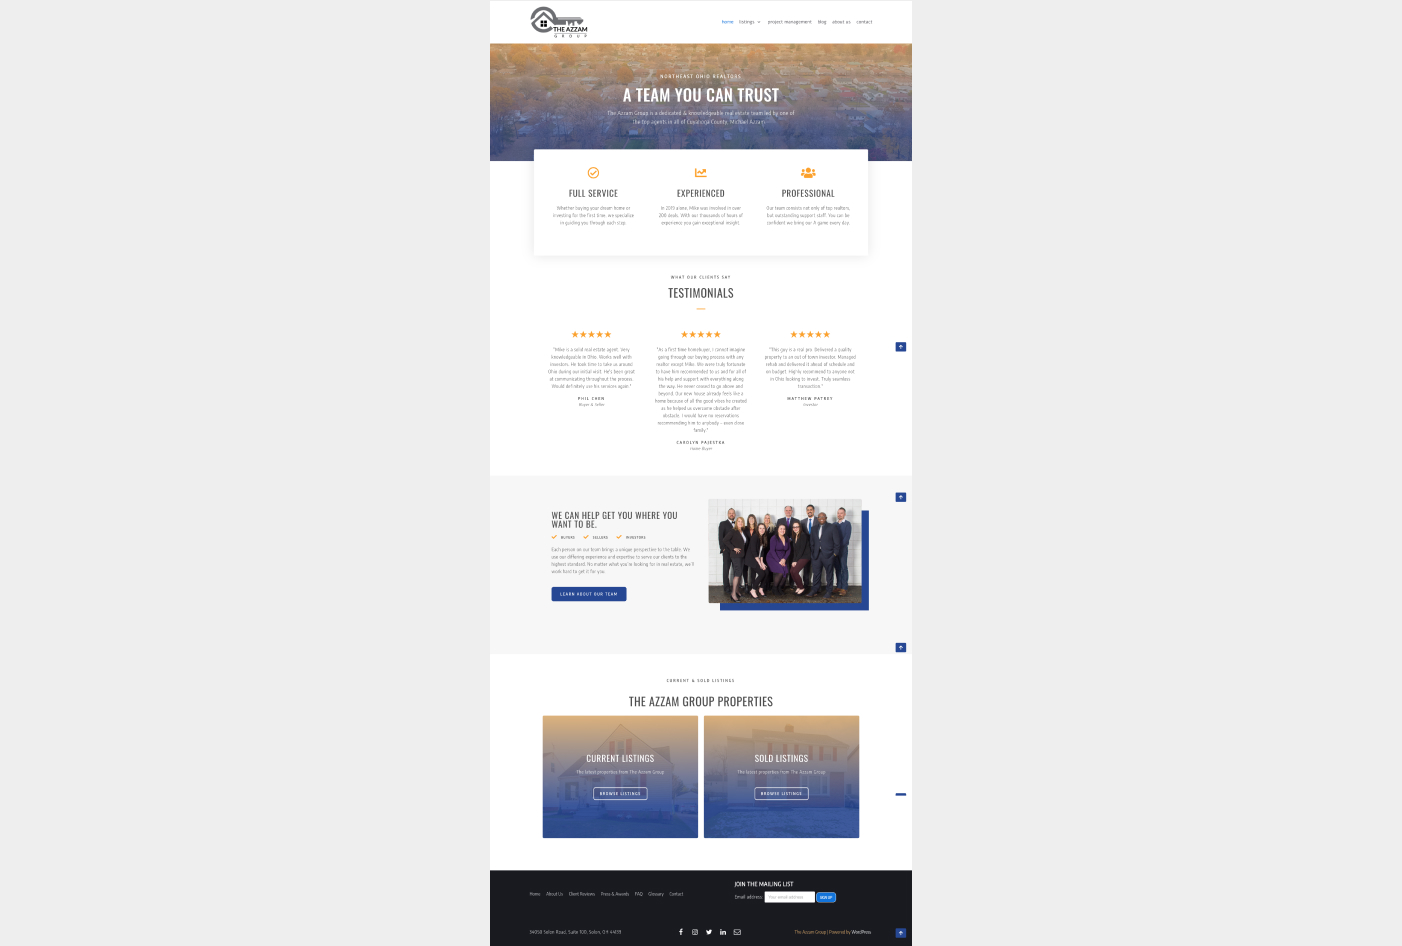 THE AZZAM
GROUP
home listings project management blog about us contact
NORTHEAST OHIO REALTORS
A TEAM YOU CAN TRUST
The Azzam Group is a dedicated & knowledgeable real estate team led by one of
the top agents in all of Cuyahoga County, Michael Azzam.
FULL SERVICE
Whether buying your dream home or
investing for the first time, we specialize
in guiding you through each step.
EXPERIENCED
In 2019 alone, Mike was involved in over
200 deals. With our thousands of hours of
experience you gain exceptional insight.
PROFESSIONAL
Our team consists not only of top realtors,
but outstanding support staff. You can be
confident we bring our A game every day.
WHAT OUR CLIENTS SAY
TESTIMONIALS
"Mike is a solid real estate agent. Very
knowledgeable in Ohio. Works well with
investors. He took time to take us around
Ohio during our initial visit. He's been great
at communicating throughout the process.
Would definitely use his services again."
PHIL CHEN
Buyer & Seller
"As a first time homebuyer, I cannot imagine
going through our buying process with any
realtor except Mike. We were truly fortunate
to have him recommended to us and for all of
his help and support with everything along
the way. He never ceased to go above and
beyond. Our new house already feels like a
home because of all the good vibes he created
as he helped us overcome obstacle after
obstacle. I would have no reservations
recommending him to anybody - even close
family."
CAROLYN PAJESTKA
Home-Buyer
"This guy is a real pro. Delivered a quality
property to an out of town investor. Managed
rehab and delivered it ahead of schedule and
on budget. Highly recommend to anyone not
in Ohio looking to invest. Truly seamless
transaction."
MATTHEW PATREY
Investor
WE CAN HELP GET YOU WHERE YOU
WANT TO BE.
BUYERS SELLERS INVESTORS
Each person on our team brings a unique perspective to the table. We
use our differing experience and expertise to serve our clients to the
highest standard. No matter what you're looking for in real estate, we'll
work hard to get it for you.
LEARN ABOUT OUR TEAM
CURRENT & SOLD LISTINGS
THE AZZAM GROUP PROPERTIES
CURRENT LISTINGS
The latest properties from The Azzam Group
BROWSE LISTINGS
SOLD LISTINGS
The latest properties from The Azzam Group
BROWSE LISTINGS
Home About Us Client Reviews Press & Awards FAQ Glossary Contact
JOIN THE MAILING LIST
Email address: Your email address
SIGN UP
Solon Road, Suite 100, Solon, OH 44139
The Azzam Group | Powered by WordPress